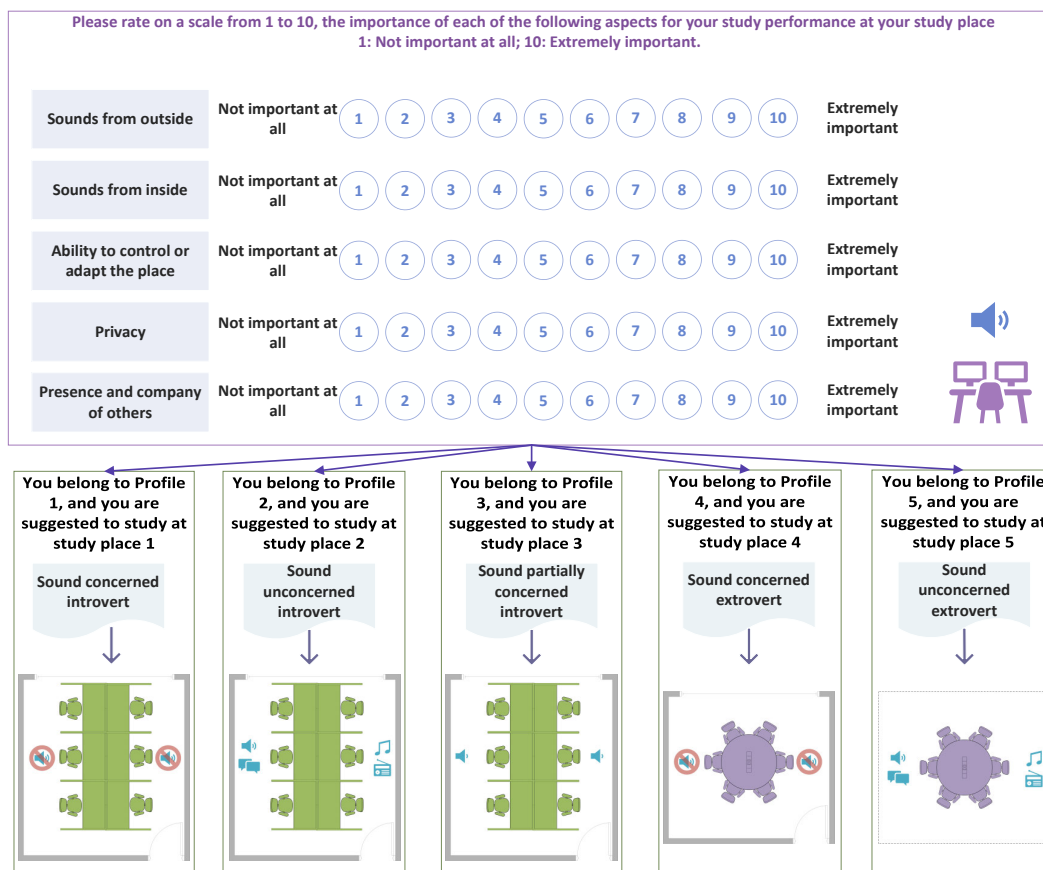 Please rate on a scale from 1 to 10, the importance of each of the following aspects for your study performance at your study place
1: Not important at all; 10: Extremely important.
Sounds from outside
Not important at all
1 2 3 4 5 6 7 8 9 10
Extremely important
Sounds from inside
Not important at all
1 2 3 4 5 6 7 8 9 10
Extremely important
Ability to control or
adapt the place
Not important at all
1 2 3 4 5 6 7 8 9 10
Extremely important
Privacy
Not important at all
1 2 3 4 5 6 7 8 9 10
Extremely important
Presence and company
of others
Not important at all
1 2 3 4 5 6 7 8 9 10
Extremely important
You belong to Profile
1, and you are
suggested to study at
study place 1
Sound concerned
introvert
You belong to Profile
2, and you are
suggested to study at
study place 2
Sound
unconcerned
introvert
You belong to Profile
3, and you are
suggested to study at
study place 3
Sound partially
concerned
introvert
You belong to Profile
4, and you are
suggested to study at
study place 4
Sound concerned
extrovert
You belong to Profile
5, and you are
suggested to study at
study place 5
Sound
unconcerned
extrovert